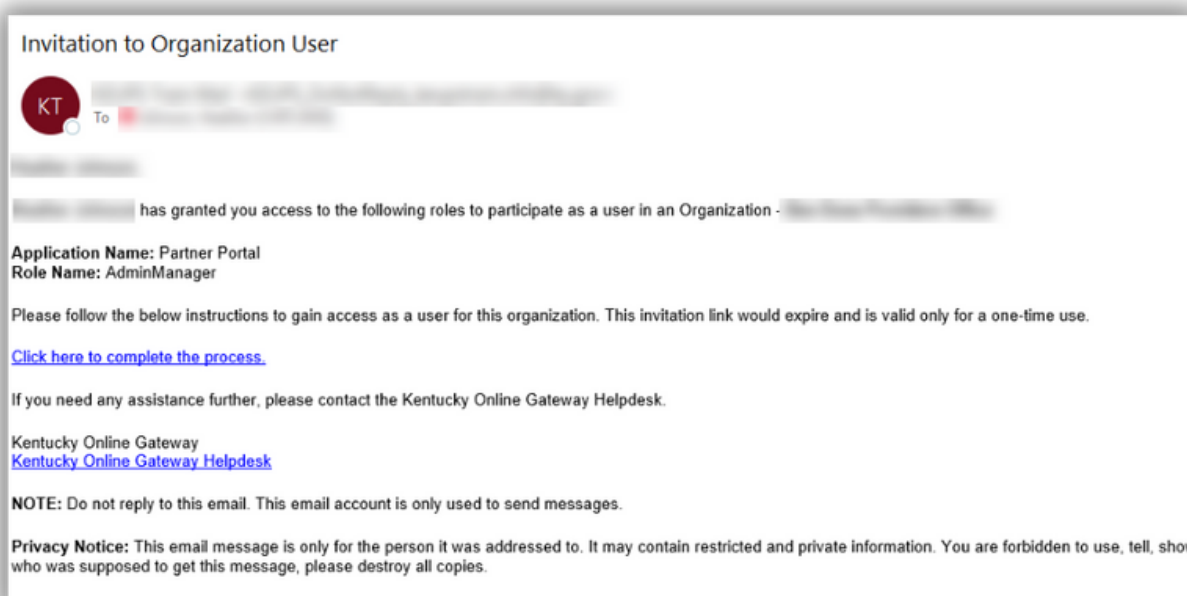 Invitation to Organization User
KT
To
has granted you access to the following roles to participate as a user in an Organization -
Application Name: Partner Portal
Role Name: AdminManager
Please follow the below instructions to gain access as a user for this organization. This invitation link would expire and is valid only for a one-time use.
Click here to complete the process.
If you need any assistance further, please contact the Kentucky Online Gateway Helpdesk.
Kentucky Online Gateway
Kentucky Online Gateway Helpdesk
NOTE: Do not reply to this email. This email account is only used to send messages.
Privacy Notice: This email message is only for the person it was addressed to. It may contain restricted and private information. You are forbidden to use, tell,
who was supposed to get this message, please destroy all copies.